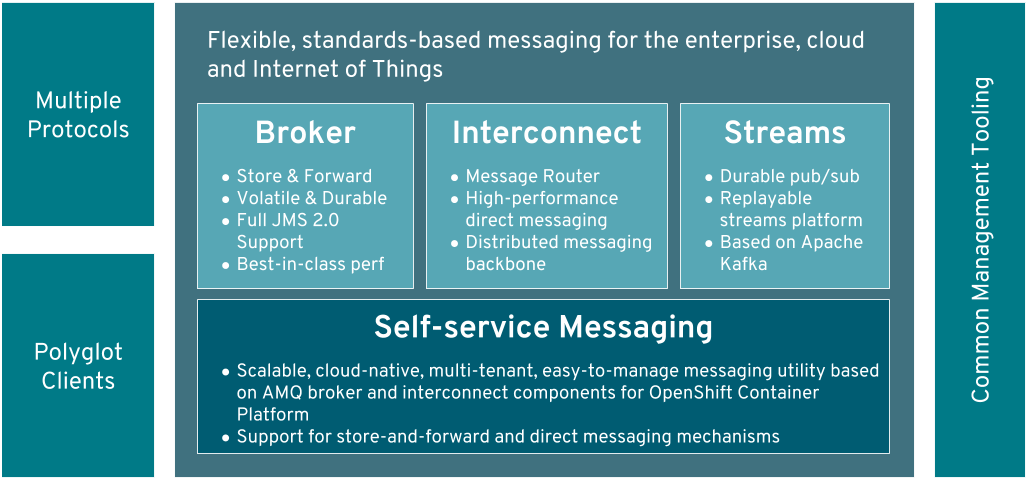 Multiple
Protocols
Polyglot
Clients
Flexible, standards-based messaging for the enterprise, cloud
and Internet of Things
Broker
• Store & Forward
• Volatile & Durable
• Full JMS 2.0
Support
• Best-in-class perf
Interconnect
• Message Router
• High-performance
direct messaging
• Distributed messaging
backbone
Streams
• Durable pub/sub
• Replayable
streams platform
• Based on Apache
Kafka
Self-service Messaging
• Scalable, cloud-native, multi-tenant, easy-to-manage messaging utility based
on AMQ broker and interconnect components for OpenShift Container
Platform
• Support for store-and-forward and direct messaging mechanisms
Common Management Tooling